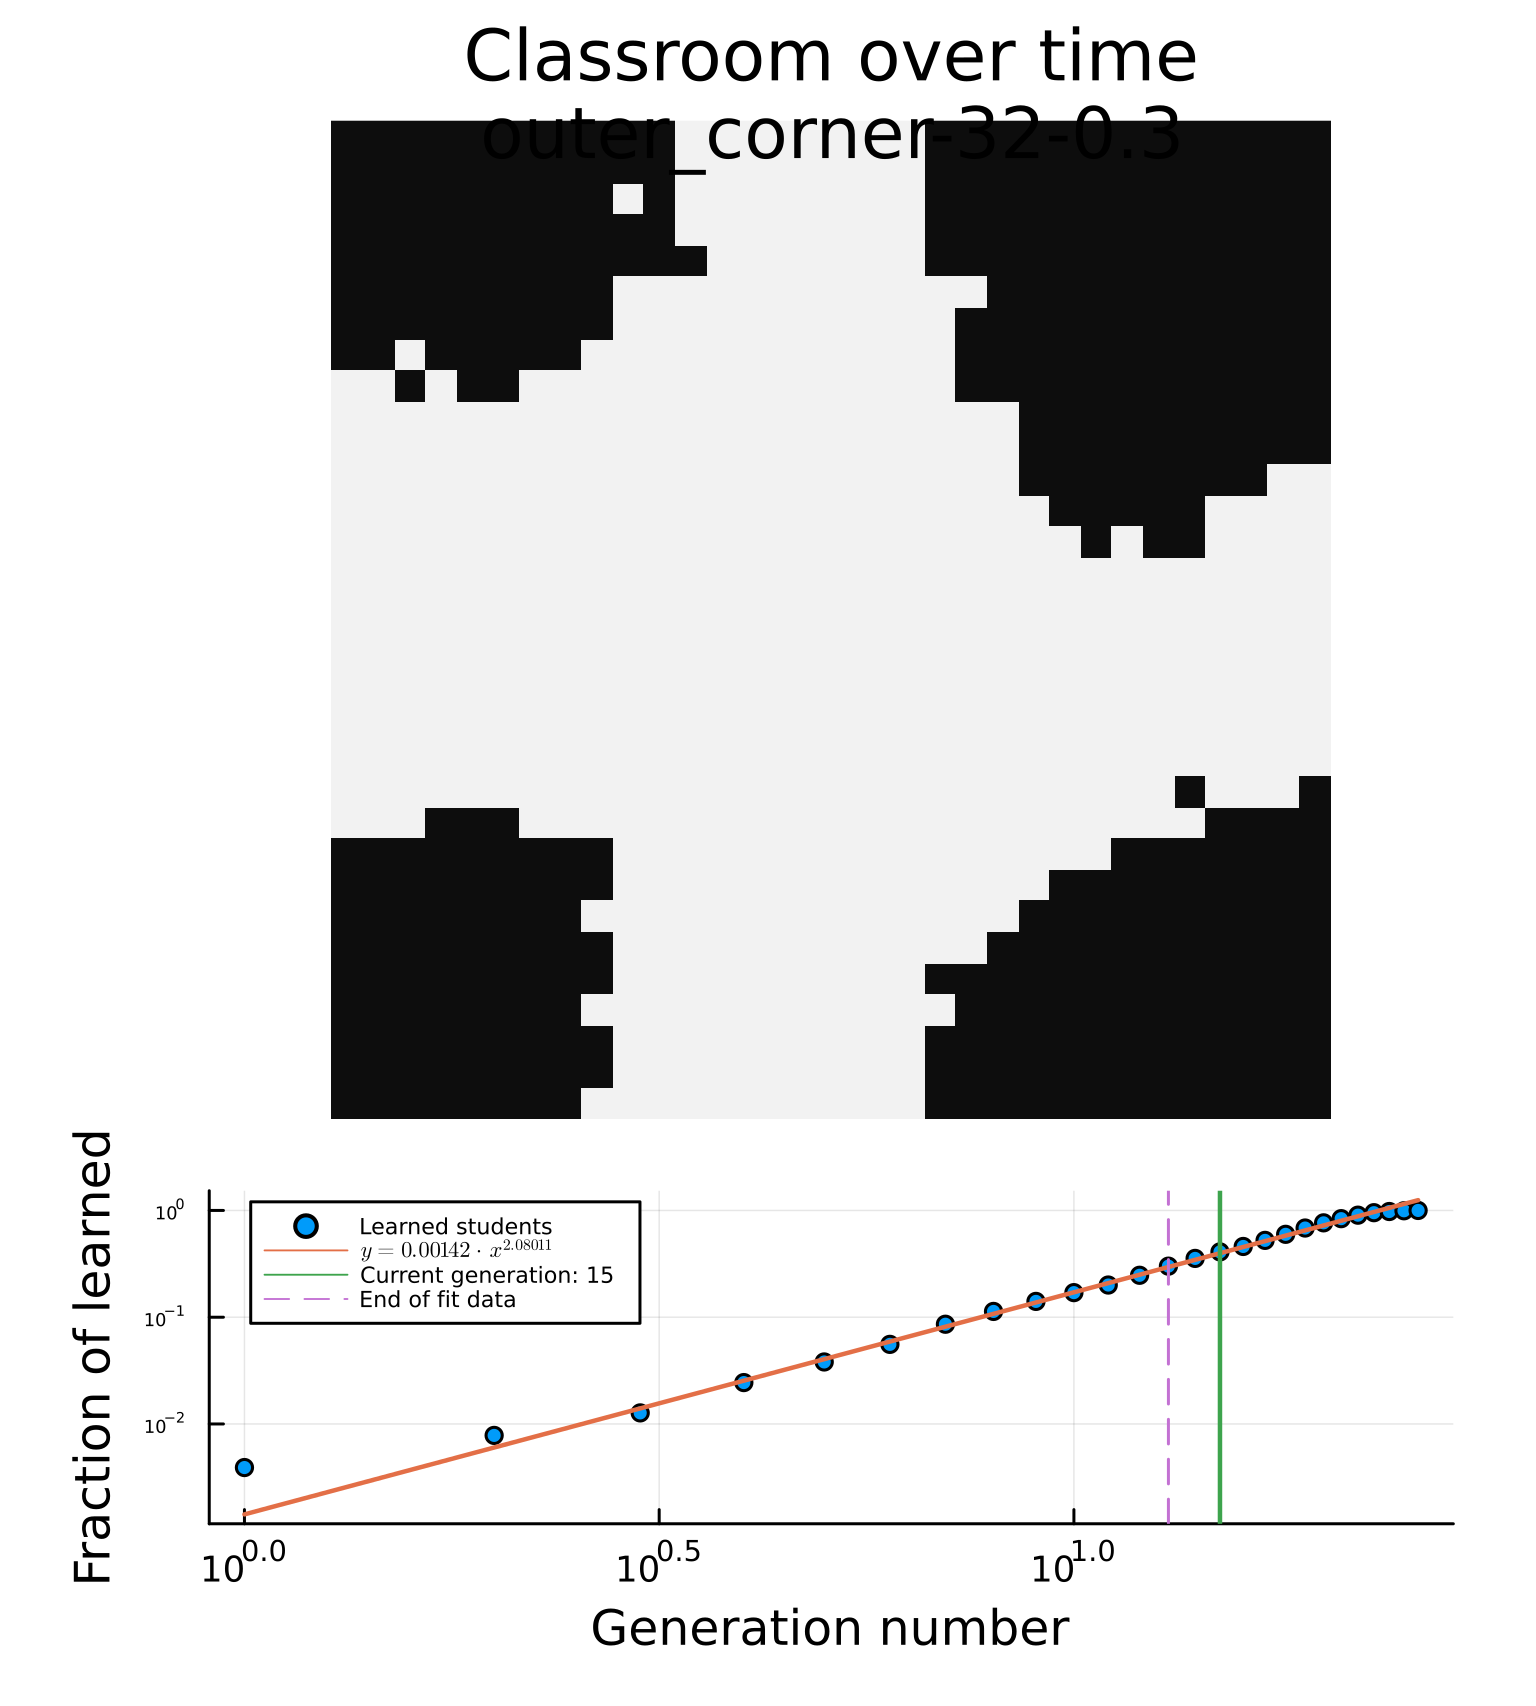 Classroom over time
outer_corner-32-0.3
Fraction of learned
10^0
10^-1
10^-2
Learned students
y = 0.00142 · x^2.08011
Current generation: 15
End of fit data
10^0.0 10^0.5 10^1.0
Generation number